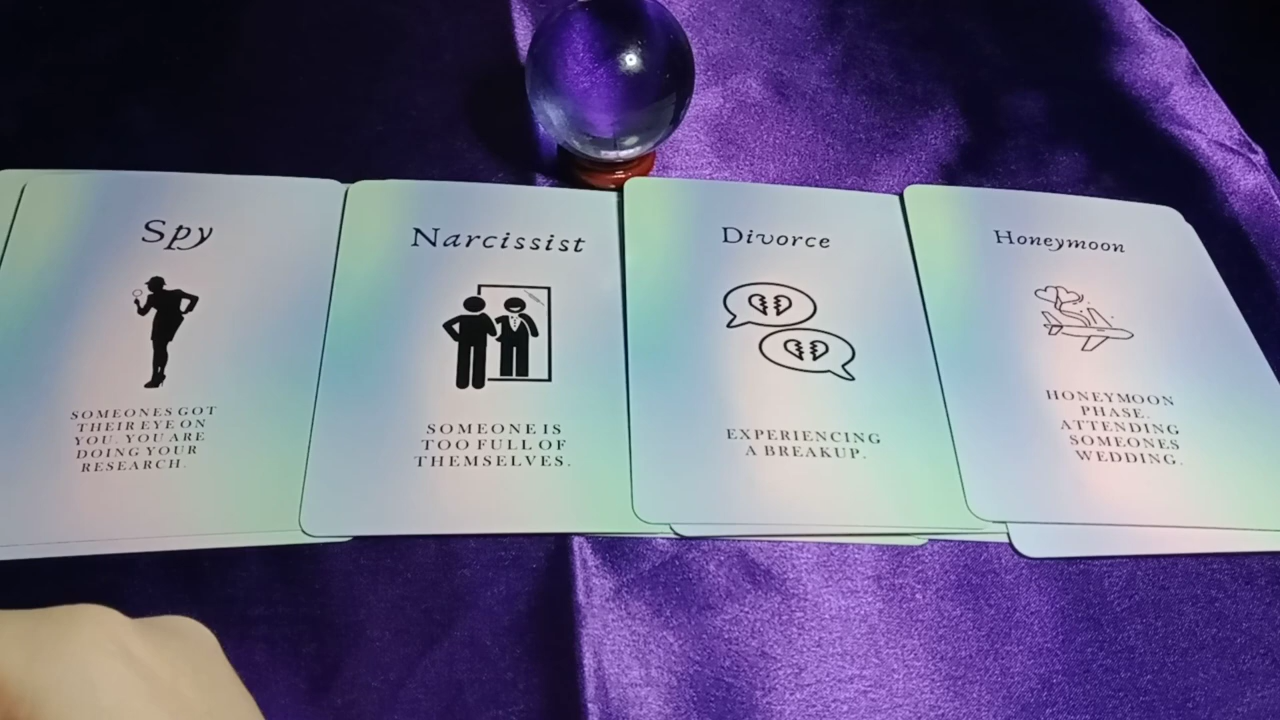 Spy
SOMEONES GOT
THEIR EYE ON
YOU. YOU ARE
DOING YOUR
RESEARCH.
Narcissist
SOMEONE IS
TOO FULL OF
THEMSELVES.
Divorce
EXPERIENCING
A BREAKUP.
Honeymoon
HONEYMOON
PHASE.
ATTENDING
SOMEONES
WEDDING.